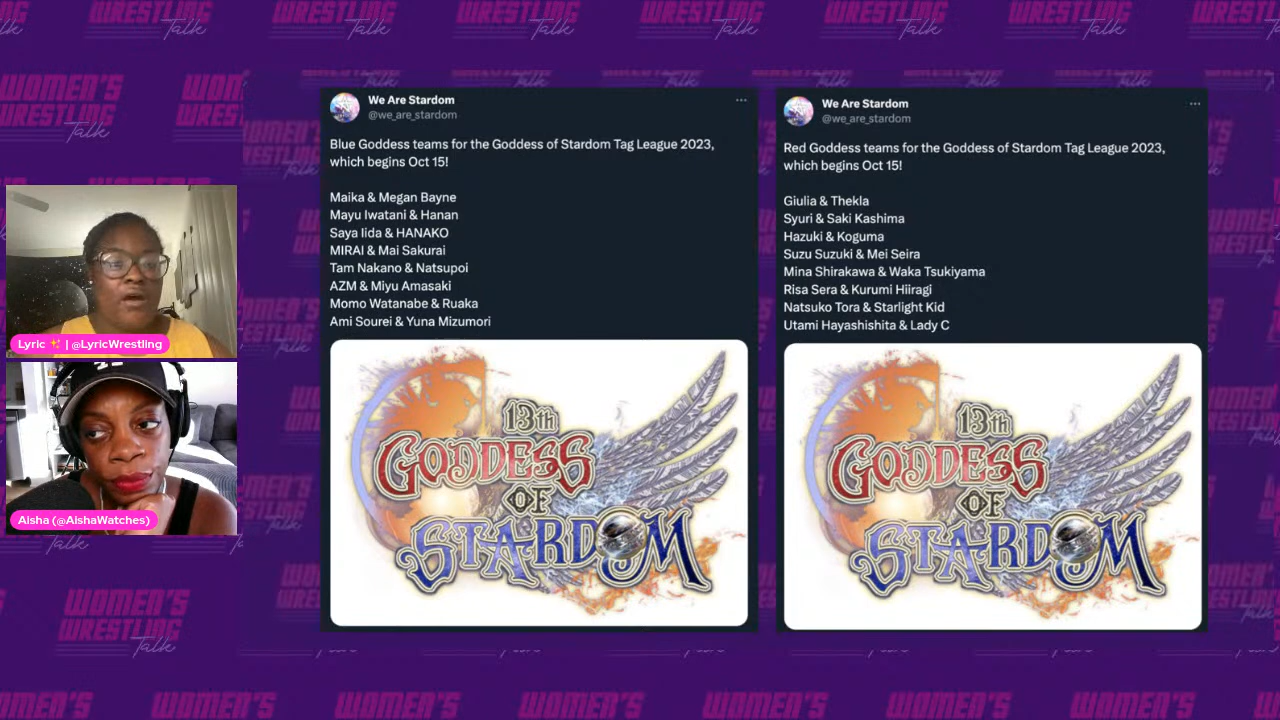 We Are Stardom
@we_are_stardom
Blue Goddess teams for the Goddess of Stardom Tag League 2023,
which begins Oct 15!
Maika & Megan Bayne
Mayu Iwatani & Hanan
Saya Iida & HANAKO
MIRAI & Mai Sakurai
Tam Nakano & Natsupoi
AZM & Miyu Amasaki
Momo Watanabe & Ruaka
Ami Sourei & Yuna Mizumori
13th
GODDESS
OF
STARDOM
We Are Stardom
@we_are_stardom
Red Goddess teams for the Goddess of Stardom Tag League 2023,
which begins Oct 15!
Giulia & Thekla
Syuri & Saki Kashima
Hazuki & Koguma
Suzu Suzuki & Mei Seira
Mina Shirakawa & Waka Tsukiyama
Risa Sera & Kurumi Hiiragi
Natsuko Tora & Starlight Kid
Utami Hayashishita & Lady C
13th
GODDESS
OF
STARDOM
Lyric ✨ | @LyricWrestling
Aisha (@AishaWatches)
WOMEN'S
WRESTLING
Talk